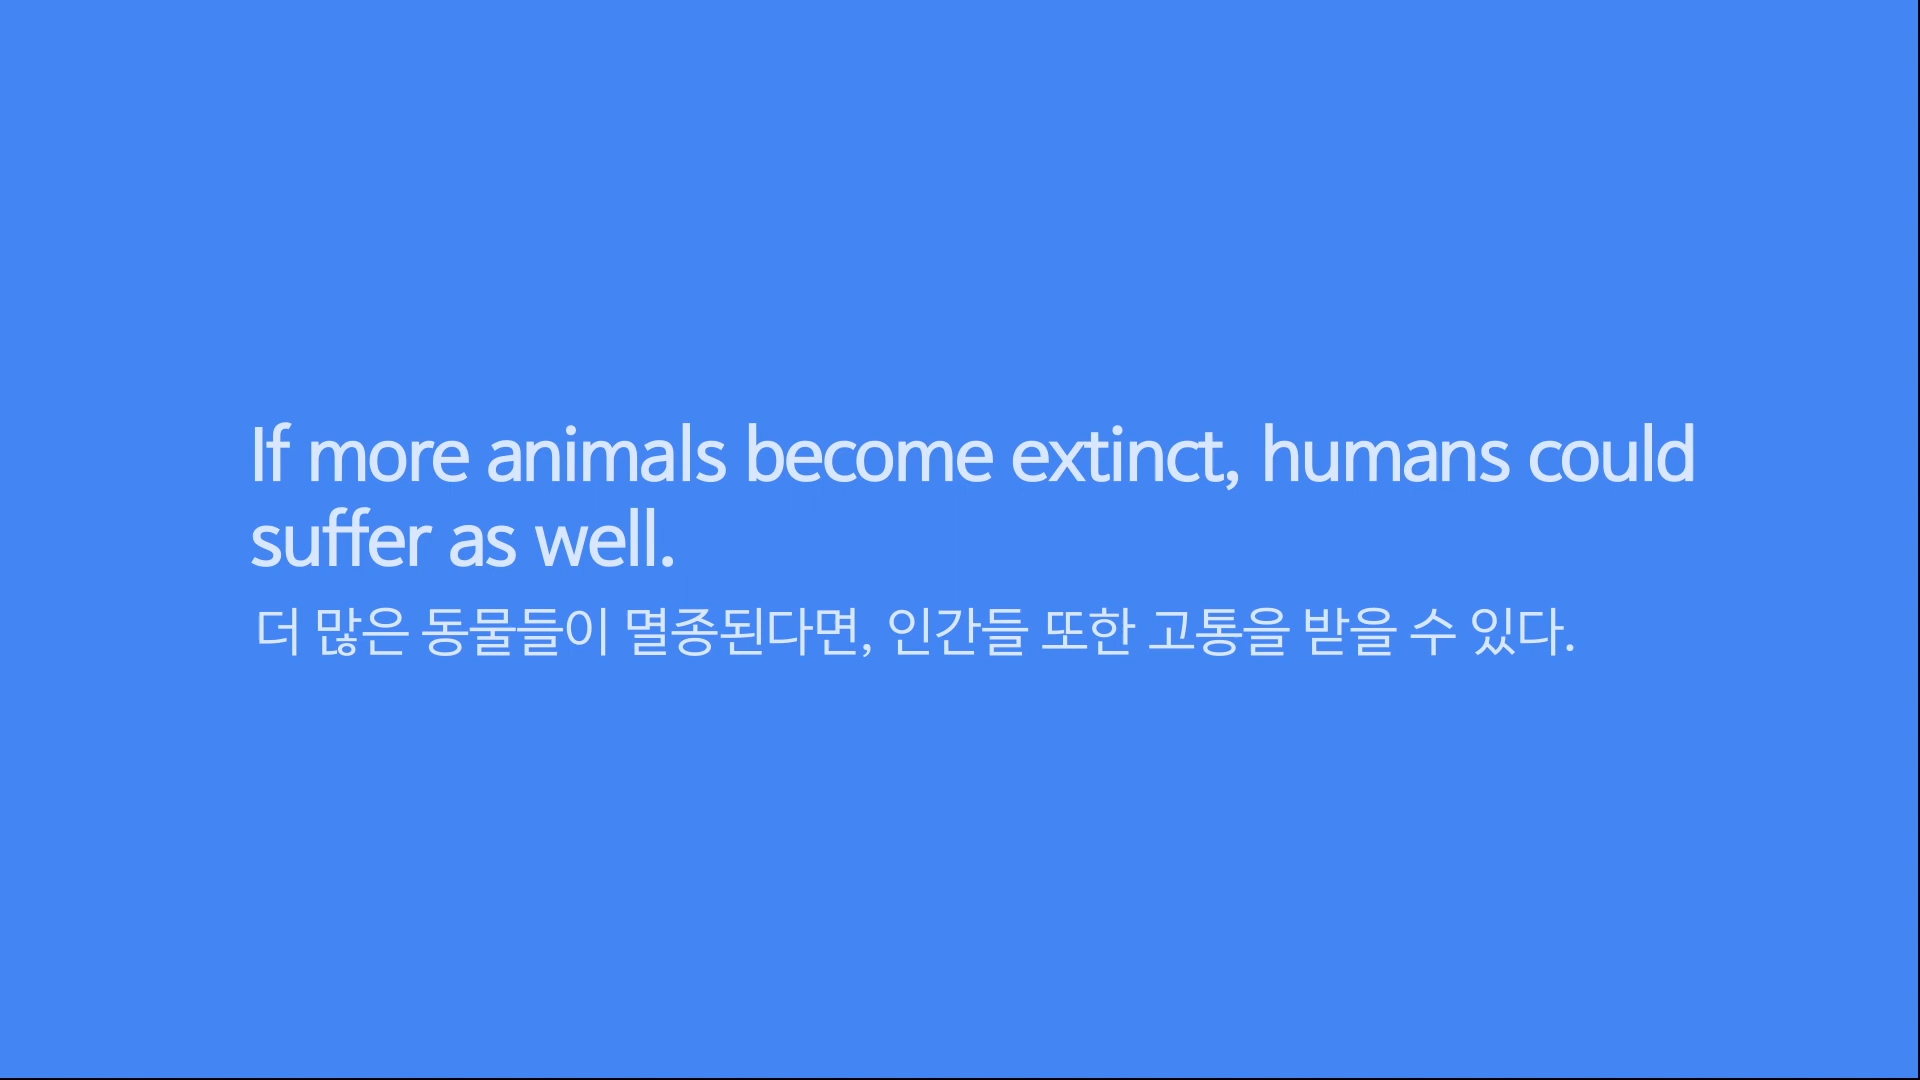 If more animals become extinct, humans could
suffer as well.
더 많은 동물들이 멸종된다면, 인간들 또한 고통을 받을 수 있다.